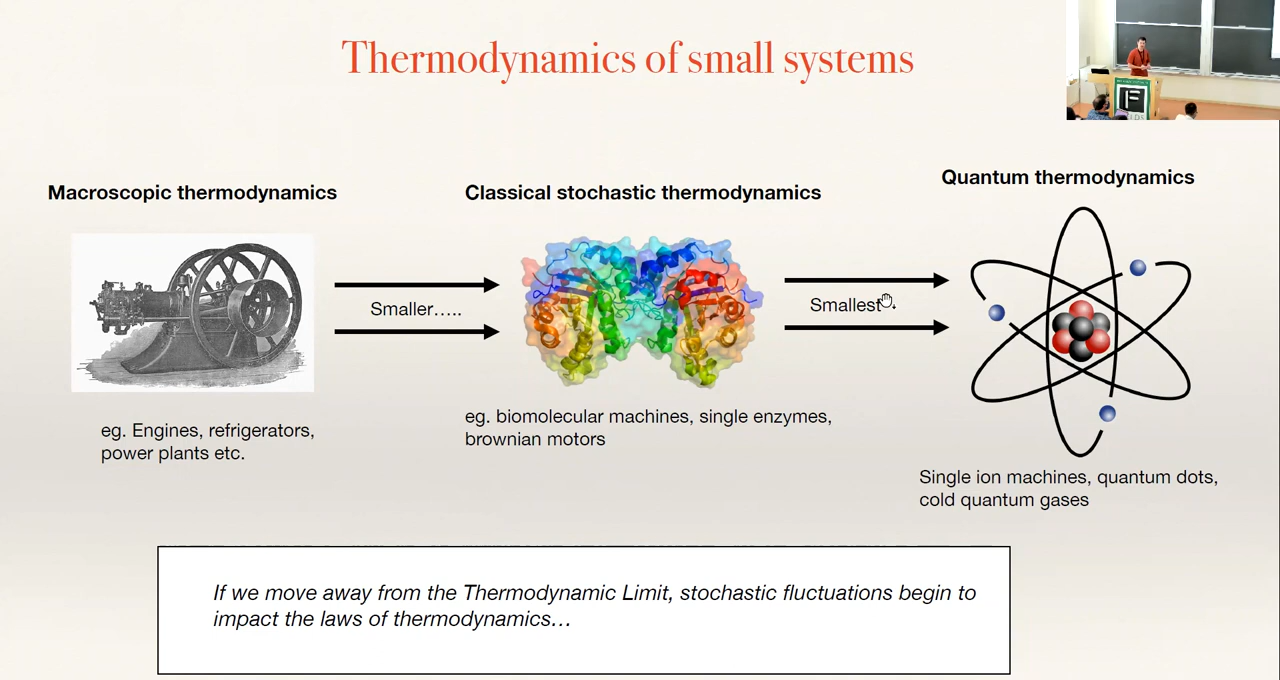 Thermodynamics of small systems
Macroscopic thermodynamics
Classical stochastic thermodynamics
Quantum thermodynamics
Smaller…..
Smallest
eg. Engines, refrigerators,
power plants etc.
eg. biomolecular machines, single enzymes,
brownian motors
Single ion machines, quantum dots,
cold quantum gases
If we move away from the Thermodynamic Limit, stochastic fluctuations begin to
impact the laws of thermodynamics…